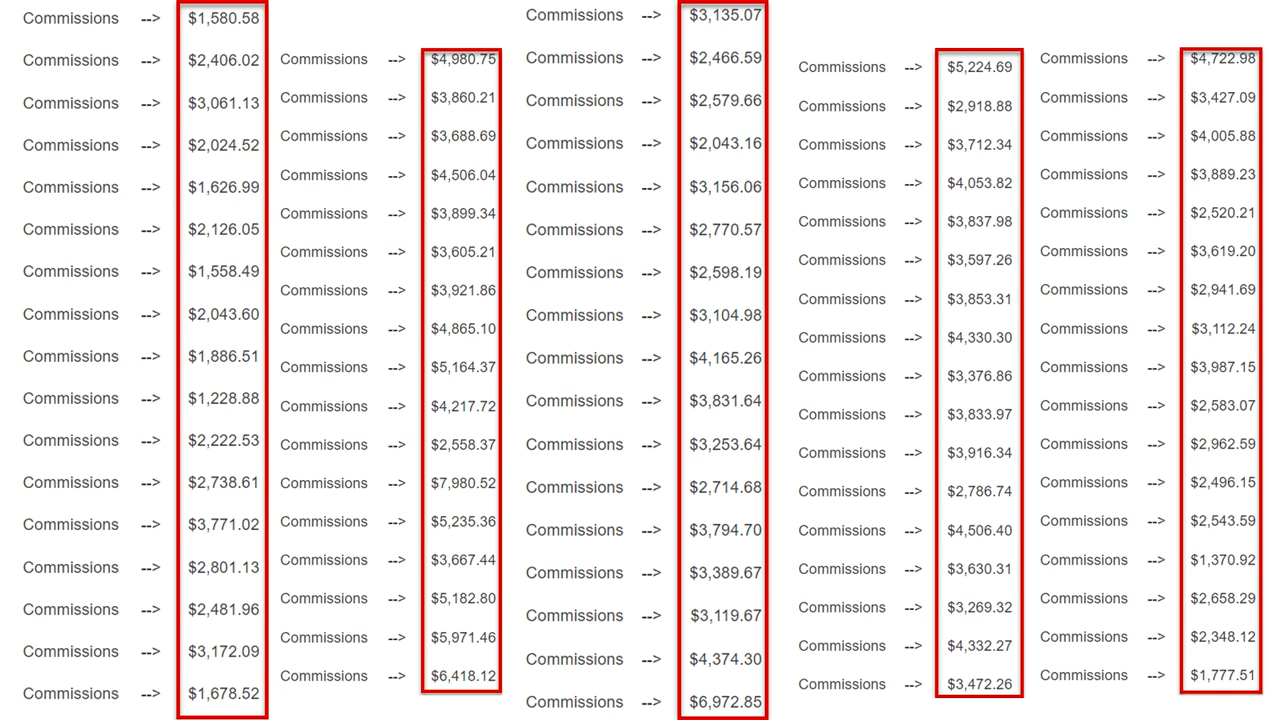 Commissions --> $1,580.58
Commissions --> $2,406.02
Commissions --> $3,061.13
Commissions --> $2,024.52
Commissions --> $1,626.99
Commissions --> $2,126.05
Commissions --> $1,558.49
Commissions --> $2,043.60
Commissions --> $1,886.51
Commissions --> $1,228.88
Commissions --> $2,222.53
Commissions --> $2,738.61
Commissions --> $3,771.02
Commissions --> $2,801.13
Commissions --> $2,481.96
Commissions --> $3,172.09
Commissions --> $1,678.52
Commissions --> $4,980.75
Commissions --> $3,860.21
Commissions --> $3,688.69
Commissions --> $4,506.04
Commissions --> $3,899.34
Commissions --> $3,605.21
Commissions --> $3,921.86
Commissions --> $4,865.10
Commissions --> $5,164.37
Commissions --> $4,217.72
Commissions --> $2,558.37
Commissions --> $7,980.52
Commissions --> $5,235.36
Commissions --> $3,667.44
Commissions --> $5,182.80
Commissions --> $5,971.46
Commissions --> $6,418.12
Commissions --> $3,135.07
Commissions --> $2,466.59
Commissions --> $2,579.66
Commissions --> $2,043.16
Commissions --> $3,156.06
Commissions --> $2,770.57
Commissions --> $2,598.19
Commissions --> $3,104.98
Commissions --> $4,165.26
Commissions --> $3,831.64
Commissions --> $3,253.64
Commissions --> $2,714.68
Commissions --> $3,794.70
Commissions --> $3,389.67
Commissions --> $3,119.67
Commissions --> $4,374.30
Commissions --> $6,972.85
Commissions --> $5,224.69
Commissions --> $2,918.88
Commissions --> $3,712.34
Commissions --> $4,053.82
Commissions --> $3,837.98
Commissions --> $3,597.26
Commissions --> $3,853.31
Commissions --> $4,330.30
Commissions --> $3,376.86
Commissions --> $3,833.97
Commissions --> $3,916.34
Commissions --> $2,786.74
Commissions --> $4,506.40
Commissions --> $3,630.31
Commissions --> $3,269.32
Commissions --> $4,332.27
Commissions --> $3,472.26
Commissions --> $4,722.98
Commissions --> $3,427.09
Commissions --> $4,005.88
Commissions --> $3,889.23
Commissions --> $2,520.21
Commissions --> $3,619.20
Commissions --> $2,941.69
Commissions --> $3,112.24
Commissions --> $3,987.15
Commissions --> $2,583.07
Commissions --> $2,962.59
Commissions --> $2,496.15
Commissions --> $2,543.59
Commissions --> $1,370.92
Commissions --> $2,658.29
Commissions --> $2,348.12
Commissions --> $1,777.51